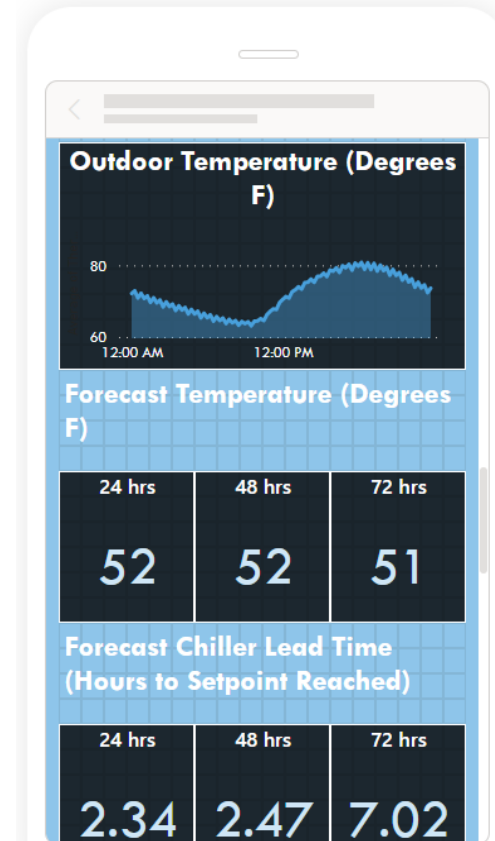 Outdoor Temperature (Degrees
F)
80
60
12:00 AM 12:00 PM
Forecast Temperature (Degrees
F)
24 hrs 48 hrs 72 hrs
52 52 51
Forecast Chiller Lead Time
(Hours to Setpoint Reached)
24 hrs 48 hrs 72 hrs
2.34 2.47 7.02